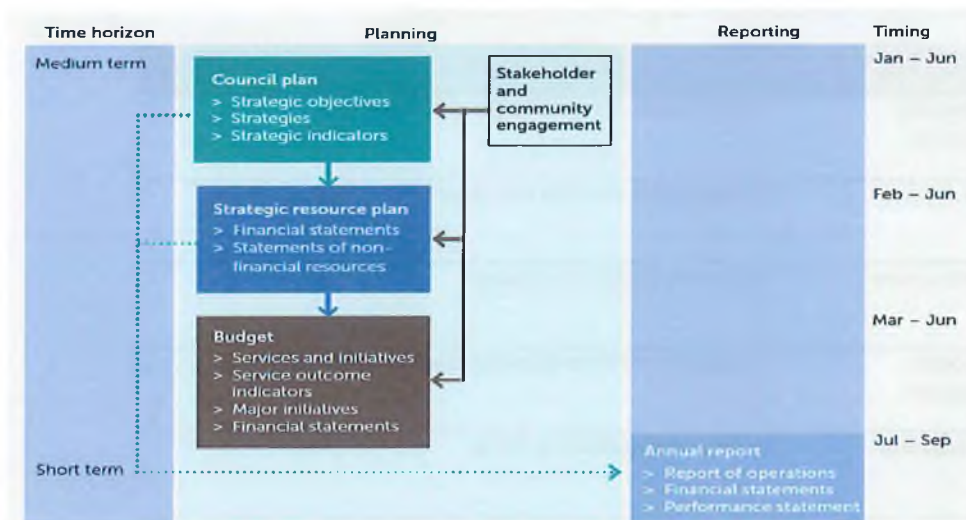 Time horizon
Planning
Reporting
Timing
Medium term
Council plan
> Strategic objectives
> Strategies
> Strategic indicators
Stakeholder
and
community
engagement
Jan – Jun
Strategic resource plan
> Financial statements
> Statements of non-
financial resources
Feb – Jun
Budget
> Services and initiatives
> Service outcome
indicators
> Major initiatives
> Financial statements
Mar – Jun
Short term
Annual report
> Report of operations
> Financial statements
> Performance statement
Jul – Sep